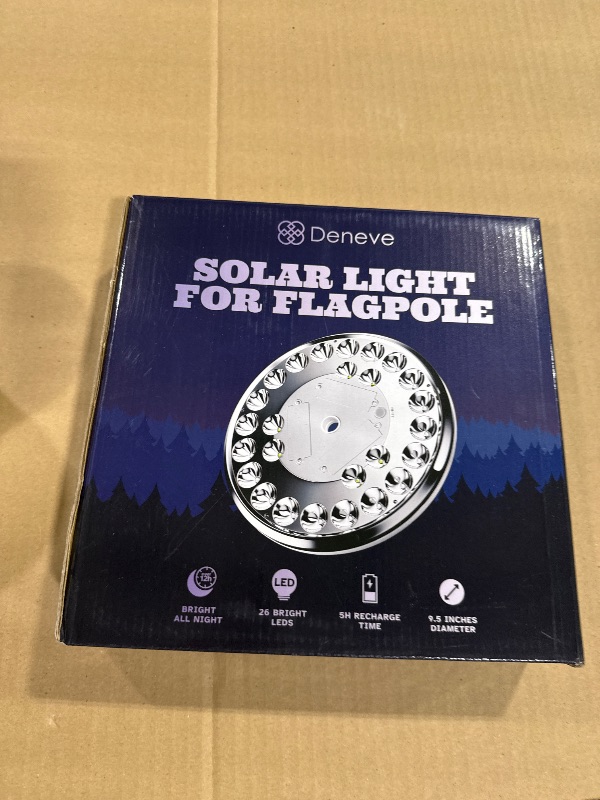 Deneve
SOLAR LIGHT
FOR FLAGPOLE
12h
LED
BRIGHT
ALL NIGHT
26 BRIGHT
LEDS
5H RECHARGE
TIME
9.5 INCHES
DIAMETER